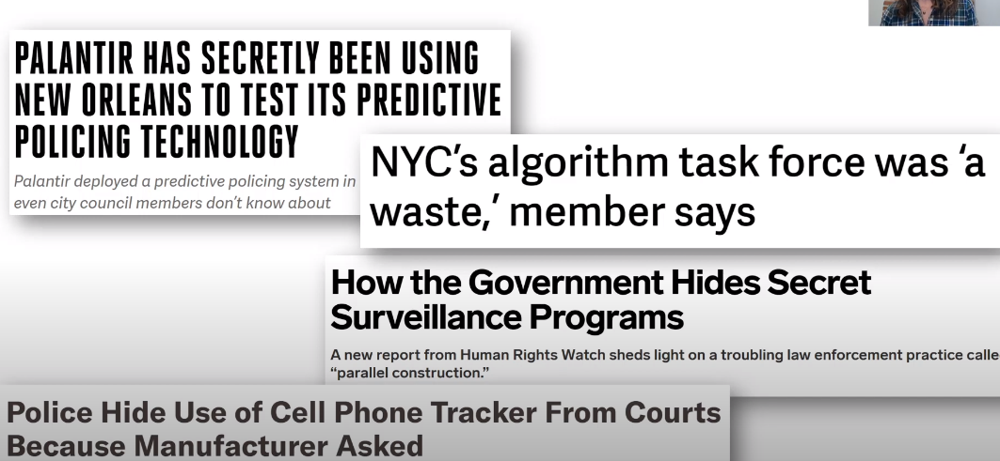 PALANTIR HAS SECRETLY BEEN USING
NEW ORLEANS TO TEST ITS PREDICTIVE
POLICING TECHNOLOGY
Palantir deployed a predictive policing system in
even city council members don't know about
NYC's algorithm task force was 'a
waste,' member says
How the Government Hides Secret
Surveillance Programs
A new report from Human Rights Watch sheds light on a troubling law enforcement practice calle
"parallel construction."
Police Hide Use of Cell Phone Tracker From Courts
Because Manufacturer Asked